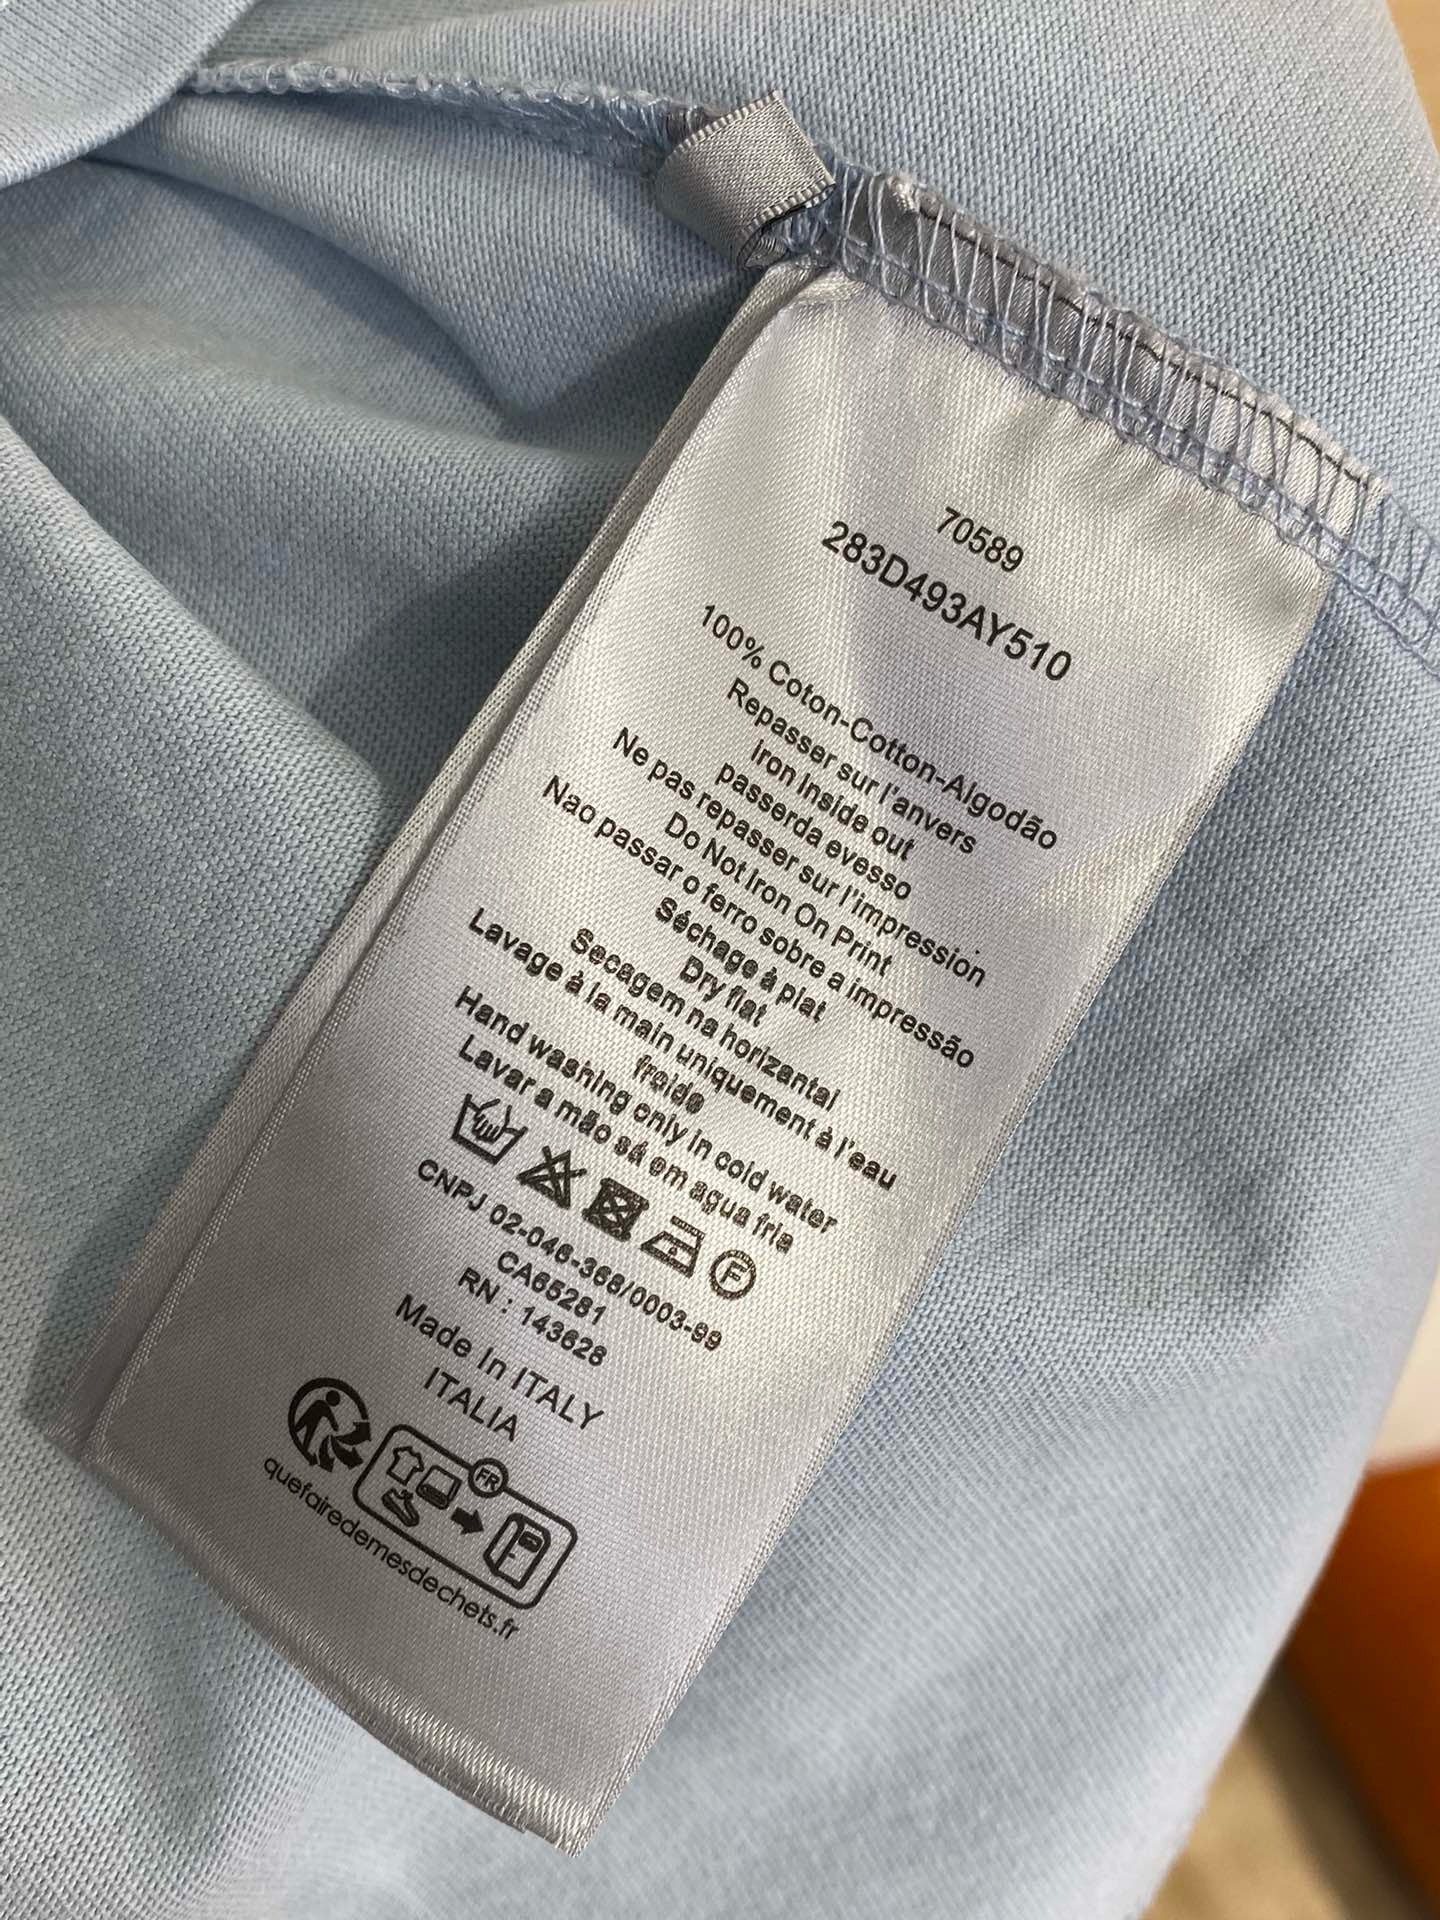 70589
283D493AY510
100% Coton-Cotton-Algodão
Repasser sur l'anvers
Iron Inside out
passerda evesso
Ne pas repasser sur l'impression
Do Not Iron On Print
Nao passar o ferro sobre a impressão
Séchage à plat
Dry flat
Secagem na horizantal
Lavage à la main uniquement à l'eau
froide
Hand washing only in cold water
Lavar a mão sá em agua fria
F
CNPJ 02-046-368/0003-99
CA65281
RN : 143628
Made In ITALY
ITALIA
FR
quefairedemesdechets.fr